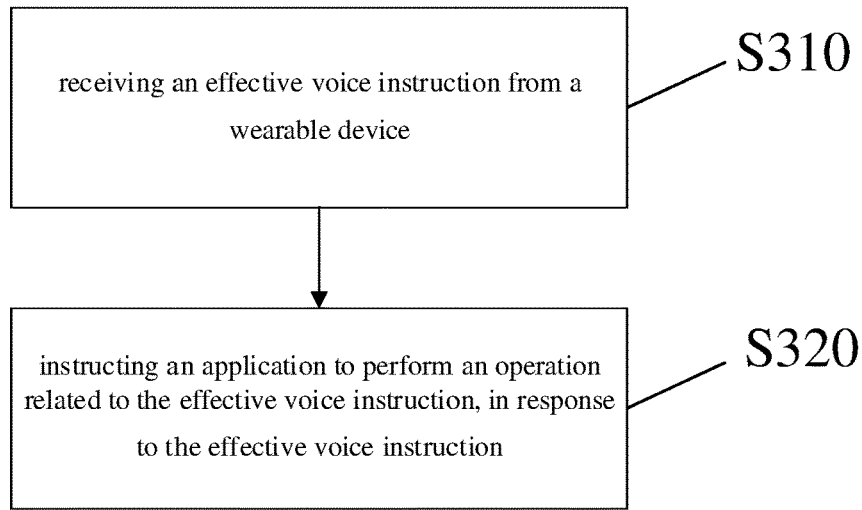 receiving an effective voice instruction from a
wearable device
S310
instructing an application to perform an operation
related to the effective voice instruction, in response
to the effective voice instruction
S320